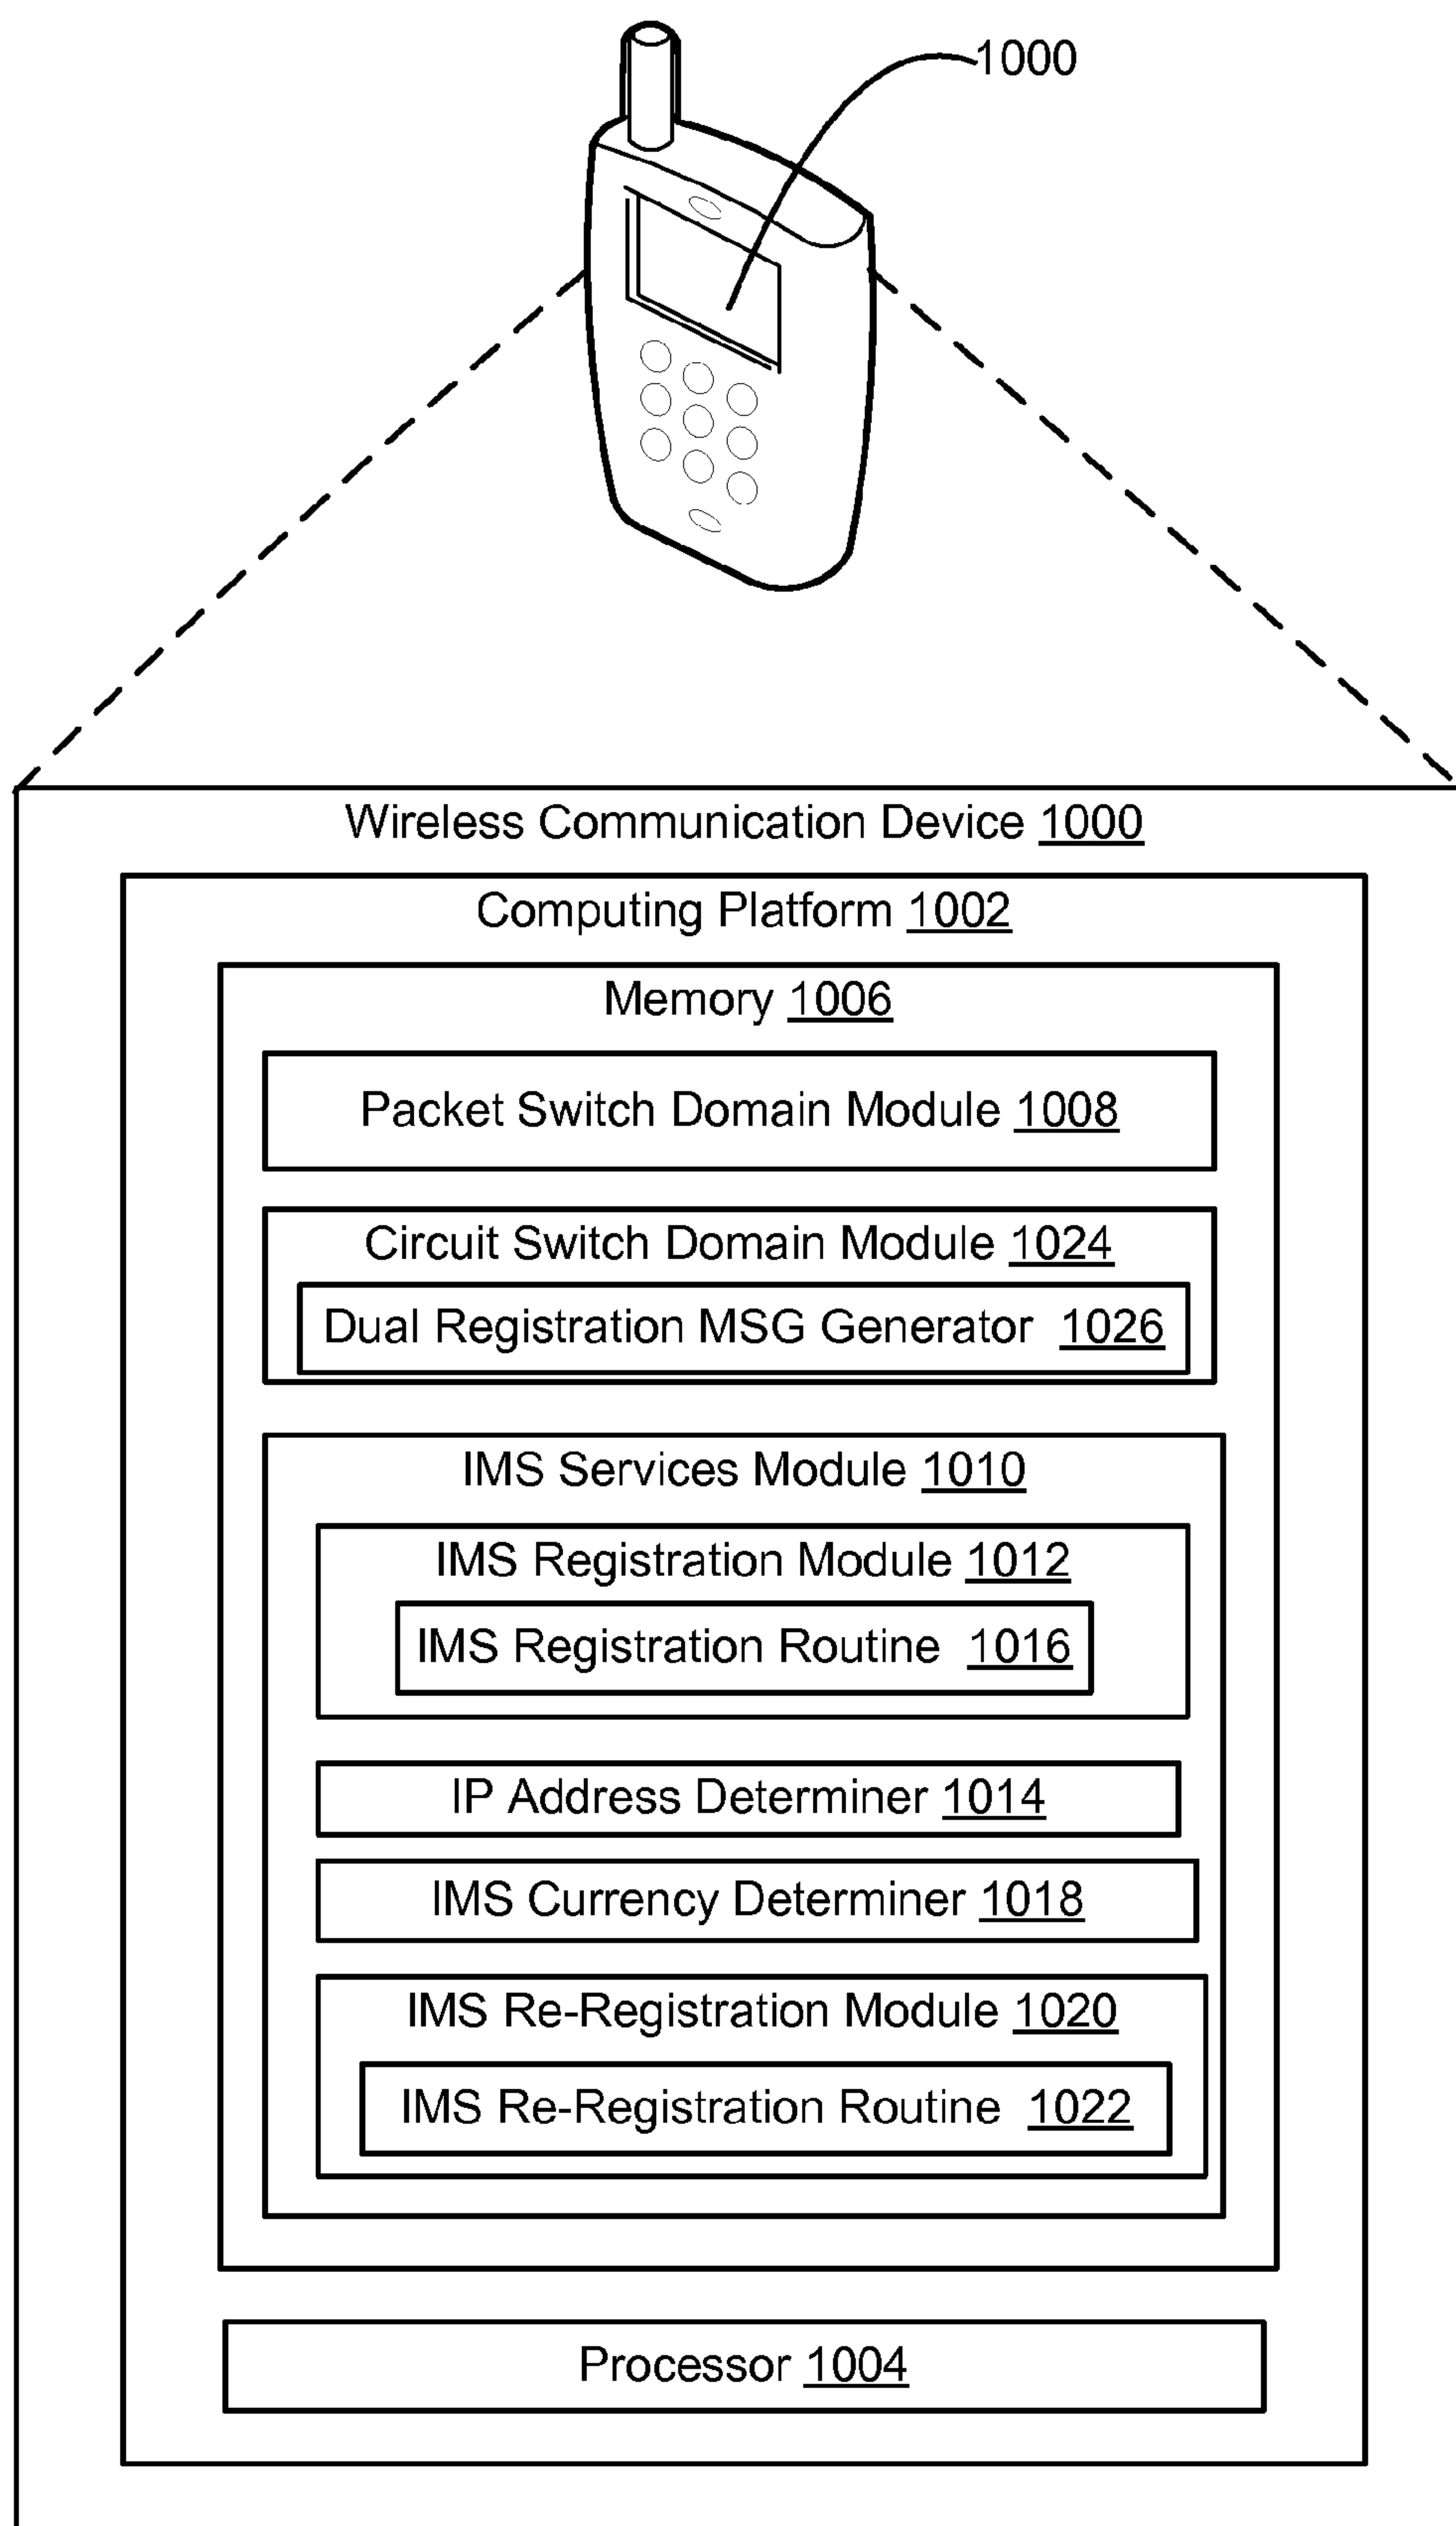 1000
Wireless Communication Device 1000
Computing Platform 1002
Memory 1006
Packet Switch Domain Module 1008
Circuit Switch Domain Module 1024
Dual Registration MSG Generator 1026
IMS Services Module 1010
IMS Registration Module 1012
IMS Registration Routine 1016
IP Address Determiner 1014
IMS Currency Determiner 1018
IMS Re-Registration Module 1020
IMS Re-Registration Routine 1022
Processor 1004